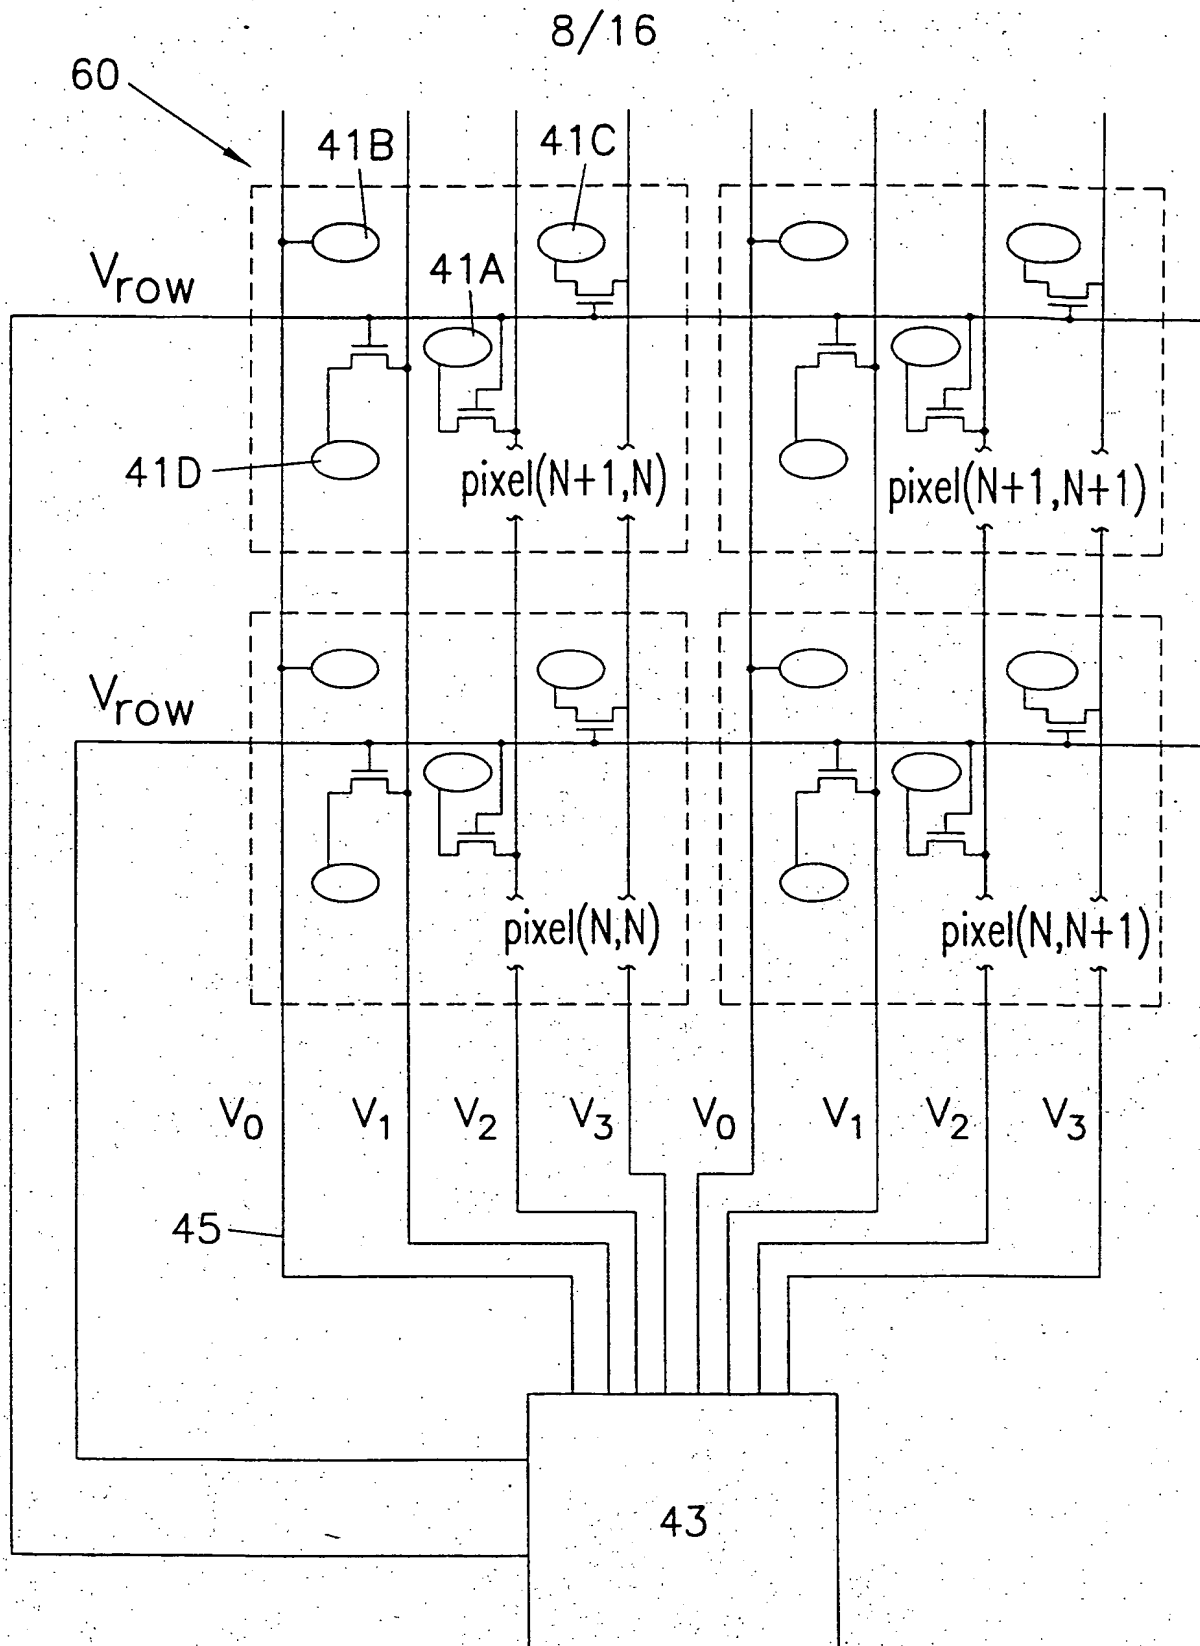 8/16
60
41B
41C
Vrow
41A
41D
pixel(N+1,N)
pixel(N+1,N+1)
Vrow
pixel(N,N)
pixel(N,N+1)
V0 V1 V2 V3 V0 V1 V2 V3
45
43